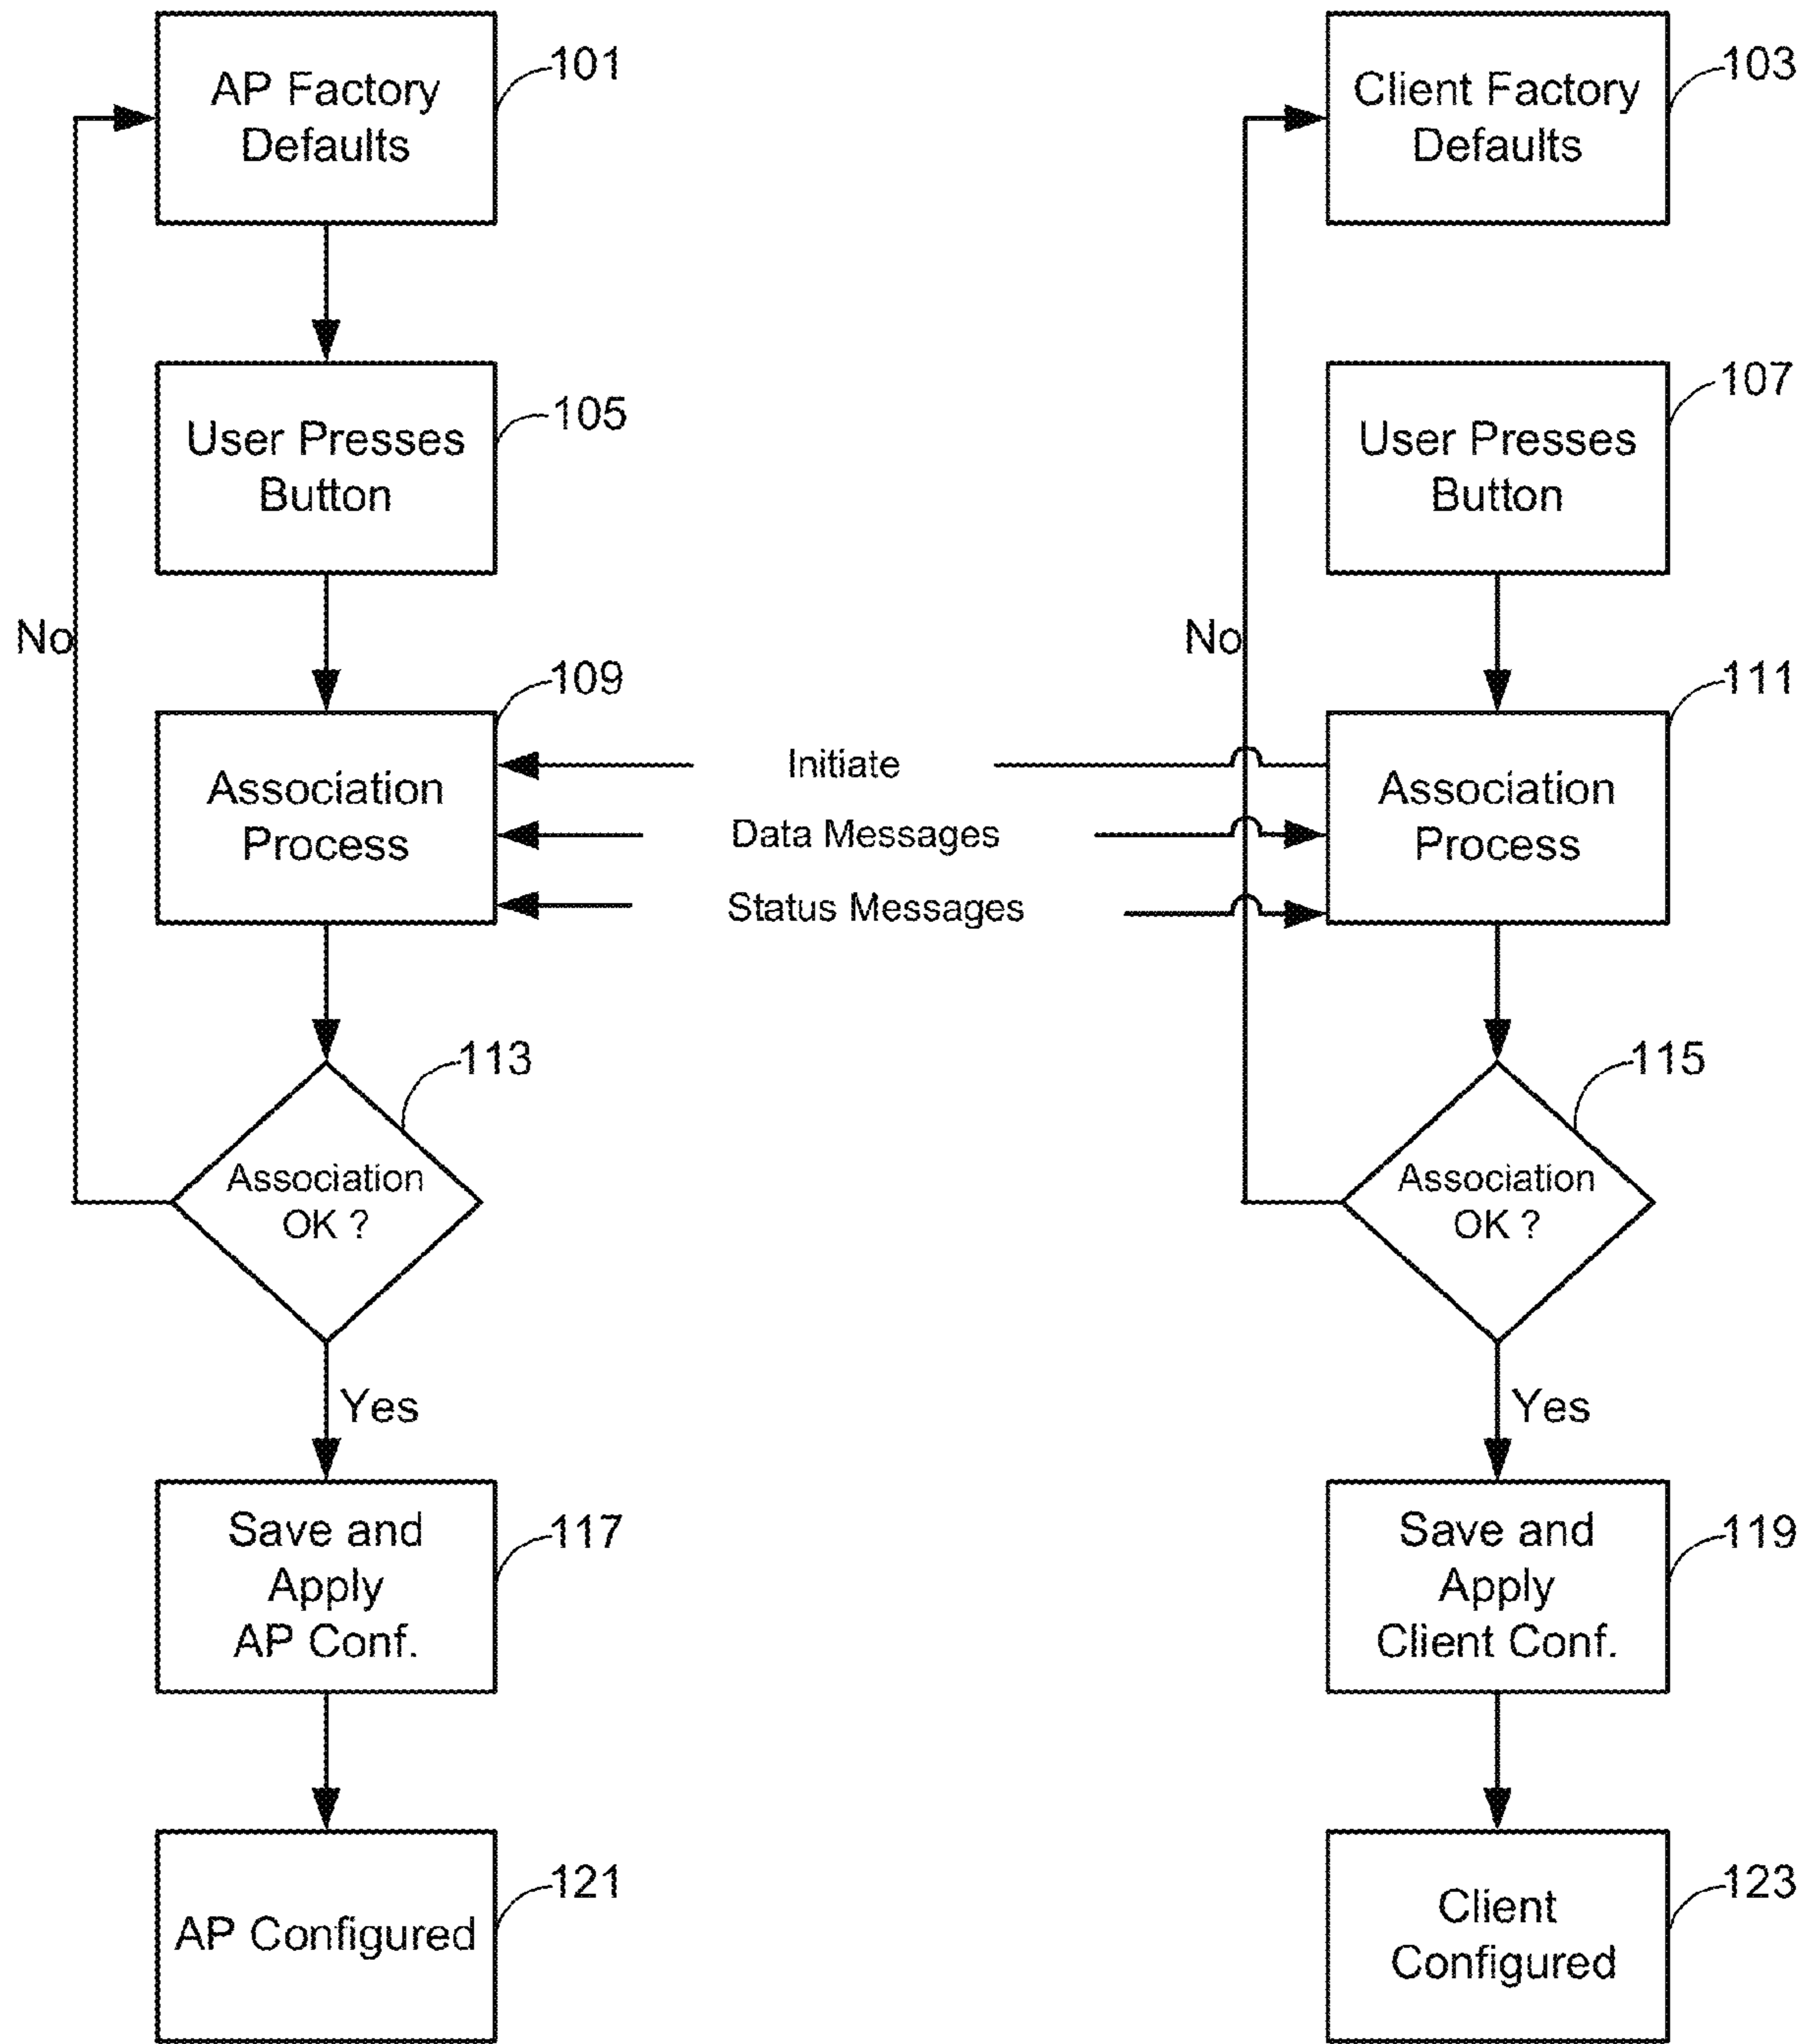 AP Factory
Defaults
101
User Presses
Button
105
No
Association
Process
109
Initiate
Data Messages
Status Messages
Association
OK ?
113
Yes
Save and
Apply
AP Conf.
117
AP Configured
121
Client Factory
Defaults
103
User Presses
Button
107
No
Association
Process
111
Association
OK ?
115
Yes
Save and
Apply
Client Conf.
119
Client
Configured
123